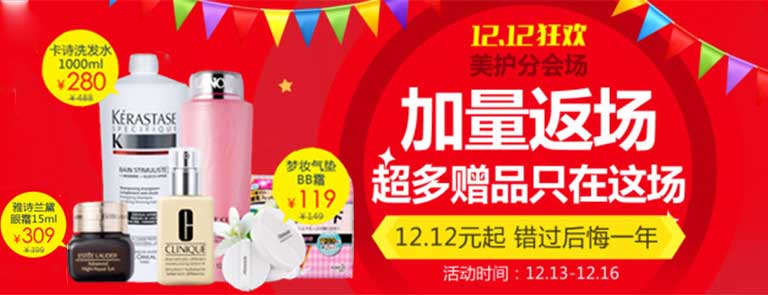 卡诗洗发水
1000ml
¥280
¥488
KÉRASTASE
SPECIFIQUE
K
BAIN STIMULISTE
雅诗兰黛
眼霜15ml
¥309
¥399
ESTĒE LAUDER
Advanced
Night Repair Eye
CLINIQUE
梦妆气垫
BB霜
¥119
¥149
12.12狂欢
美护分会场
加量返场
超多赠品只在这场
12.12元起 错过后悔一年
活动时间：12.13-12.16